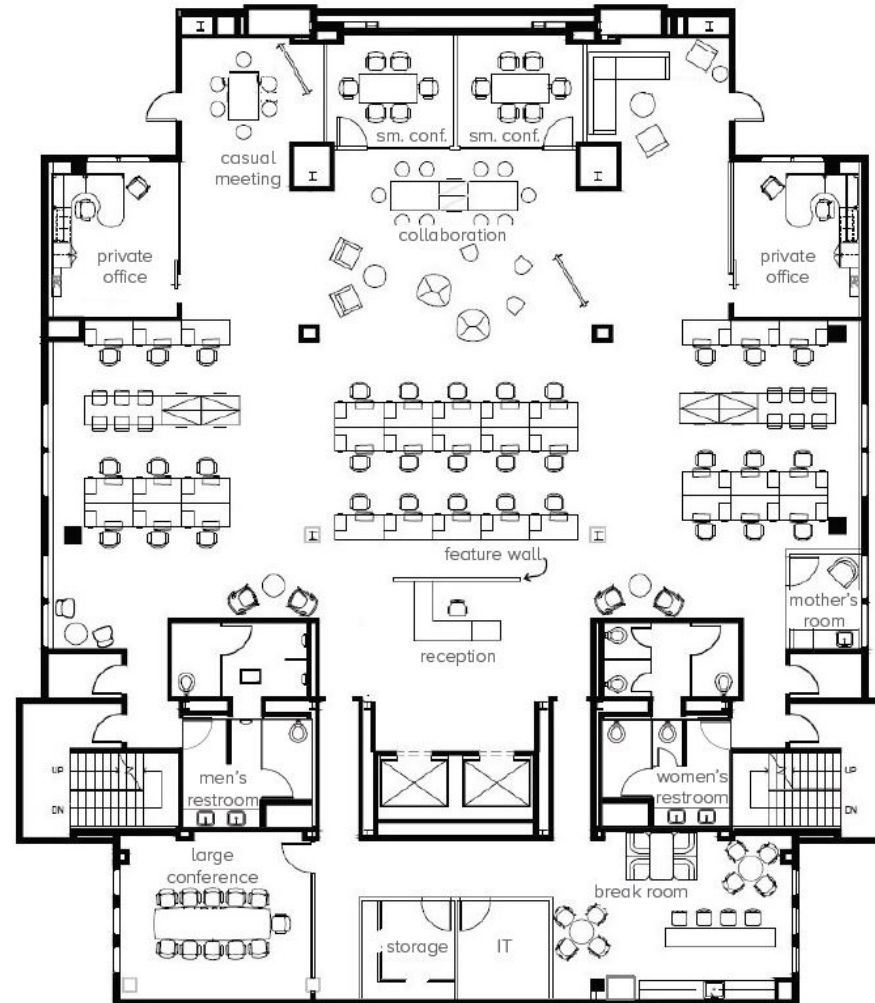 I
I
sm. conf.
sm. conf.
casual
meeting
I
I
collaboration
private
office
private
office
I
I
feature wall
mother's
room
reception
UP
DN
men's
restroom
women's
restroom
UP
DN
large
conference
break room
storage
IT